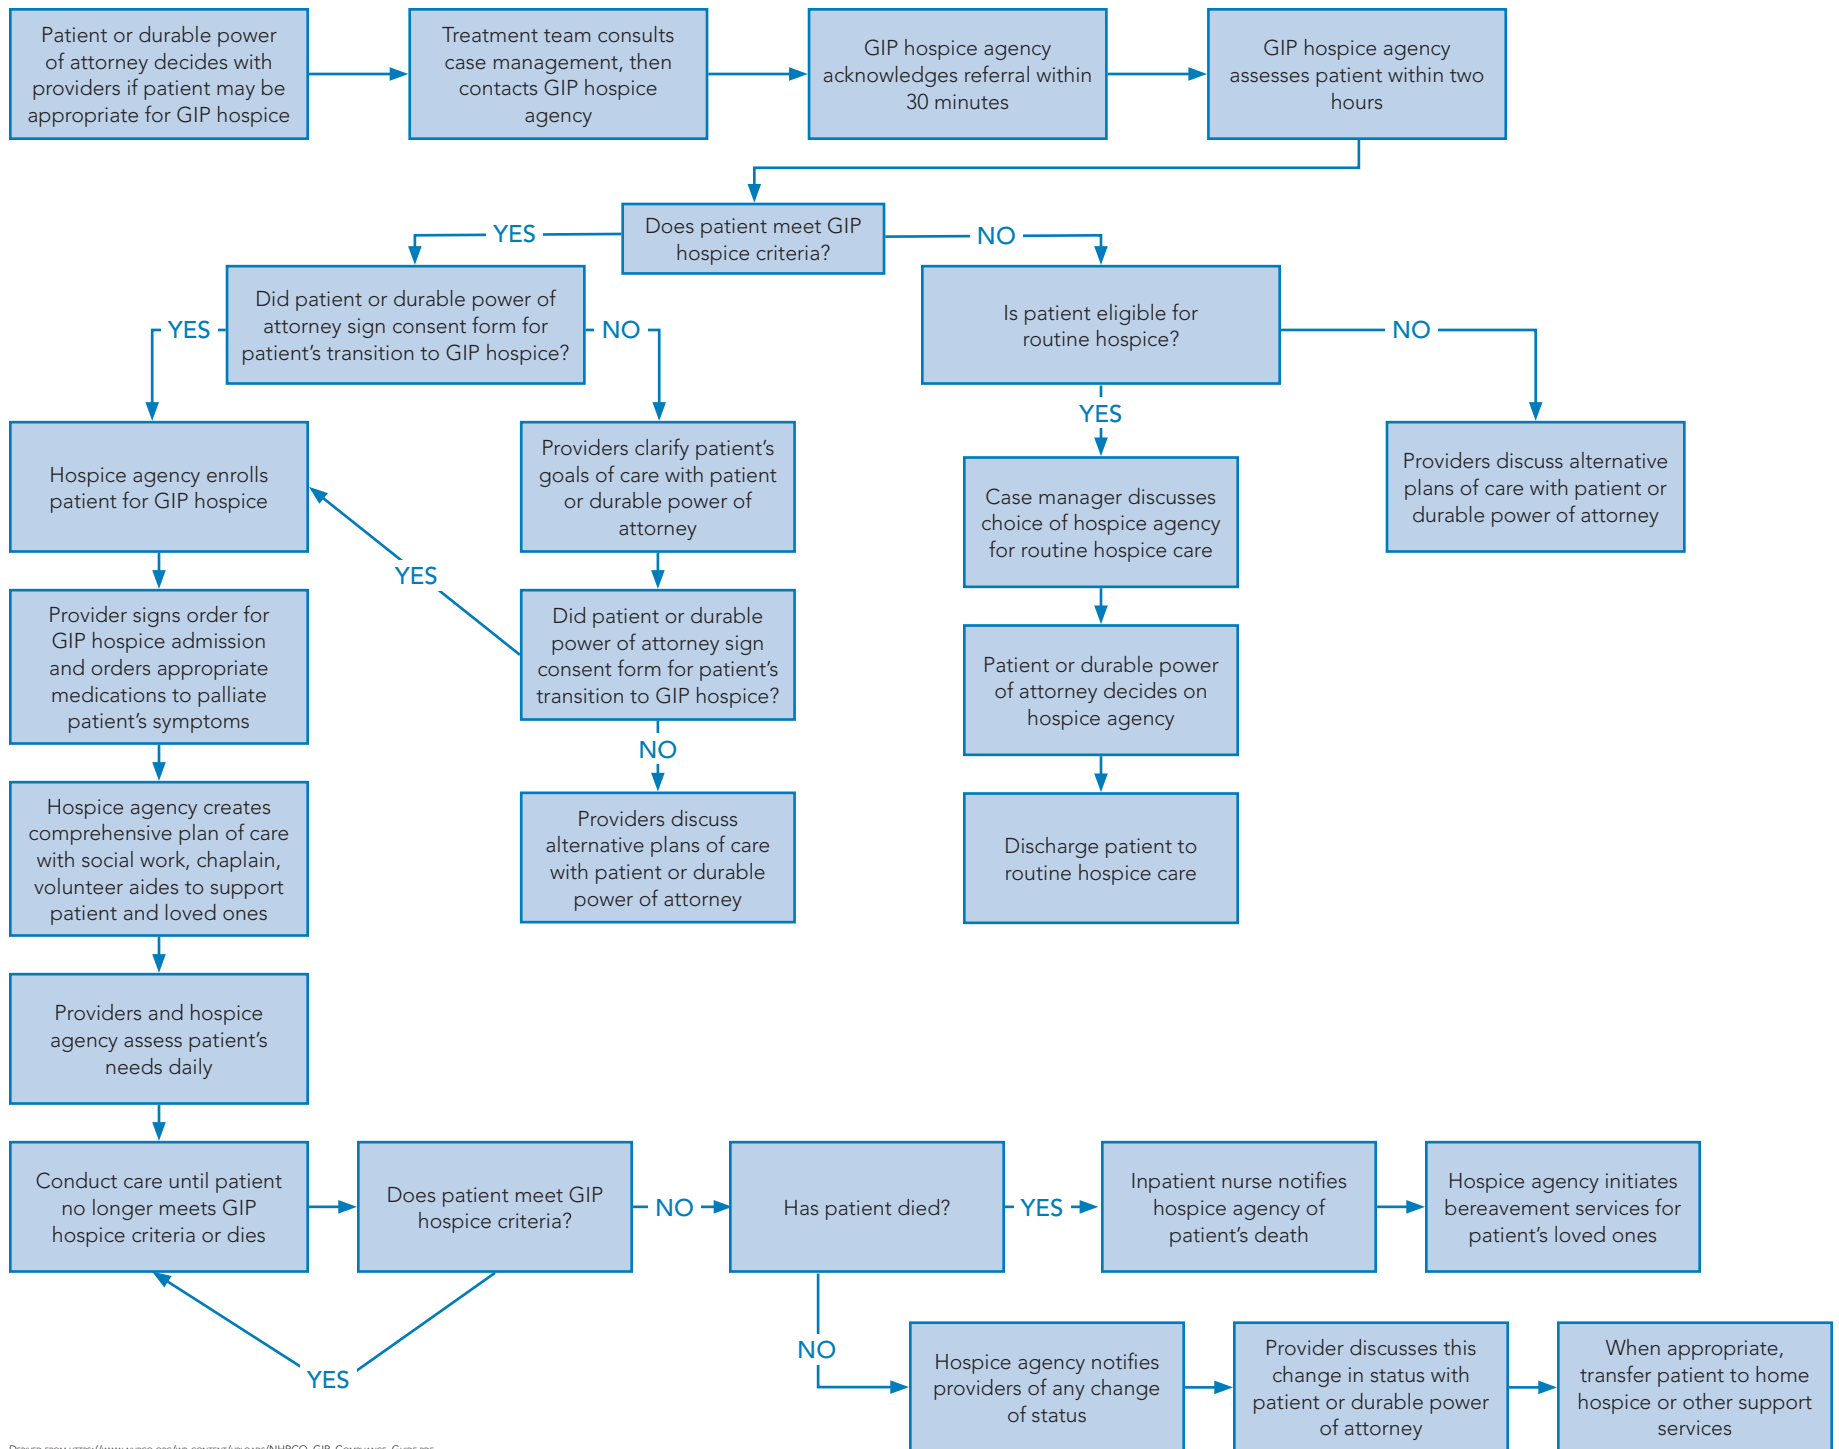 Patient or durable power
of attorney decides with
providers if patient may be
appropriate for GIP hospice
Treatment team consults
case management, then
contacts GIP hospice
agency
GIP hospice agency
acknowledges referral within
30 minutes
GIP hospice agency
assesses patient within two
hours
Does patient meet GIP
hospice criteria?
YES
NO
Did patient or durable power of
attorney sign consent form for
patient's transition to GIP hospice?
Is patient eligible for
routine hospice?
YES
NO
NO
YES
Hospice agency enrolls
patient for GIP hospice
Providers clarify patient's
goals of care with patient
or durable power of
attorney
Case manager discusses
choice of hospice agency
for routine hospice care
Providers discuss alternative
plans of care with patient or
durable power of attorney
YES
Provider signs order for
GIP hospice admission
and orders appropriate
medications to palliate
patient's symptoms
Did patient or durable
power of attorney sign
consent form for patient's
transition to GIP hospice?
Patient or durable power
of attorney decides on
hospice agency
NO
Hospice agency creates
comprehensive plan of care
with social work, chaplain,
volunteer aides to support
patient and loved ones
Providers discuss
alternative plans of care
with patient or durable
power of attorney
Discharge patient to
routine hospice care
Providers and hospice
agency assess patient's
needs daily
Conduct care until patient
no longer meets GIP
hospice criteria or dies
Does patient meet GIP
hospice criteria?
NO
Has patient died?
YES
Inpatient nurse notifies
hospice agency of
patient's death
Hospice agency initiates
bereavement services for
patient's loved ones
YES
NO
Hospice agency notifies
providers of any change
of status
Provider discusses this
change in status with
patient or durable power
of attorney
When appropriate,
transfer patient to home
hospice or other support
services